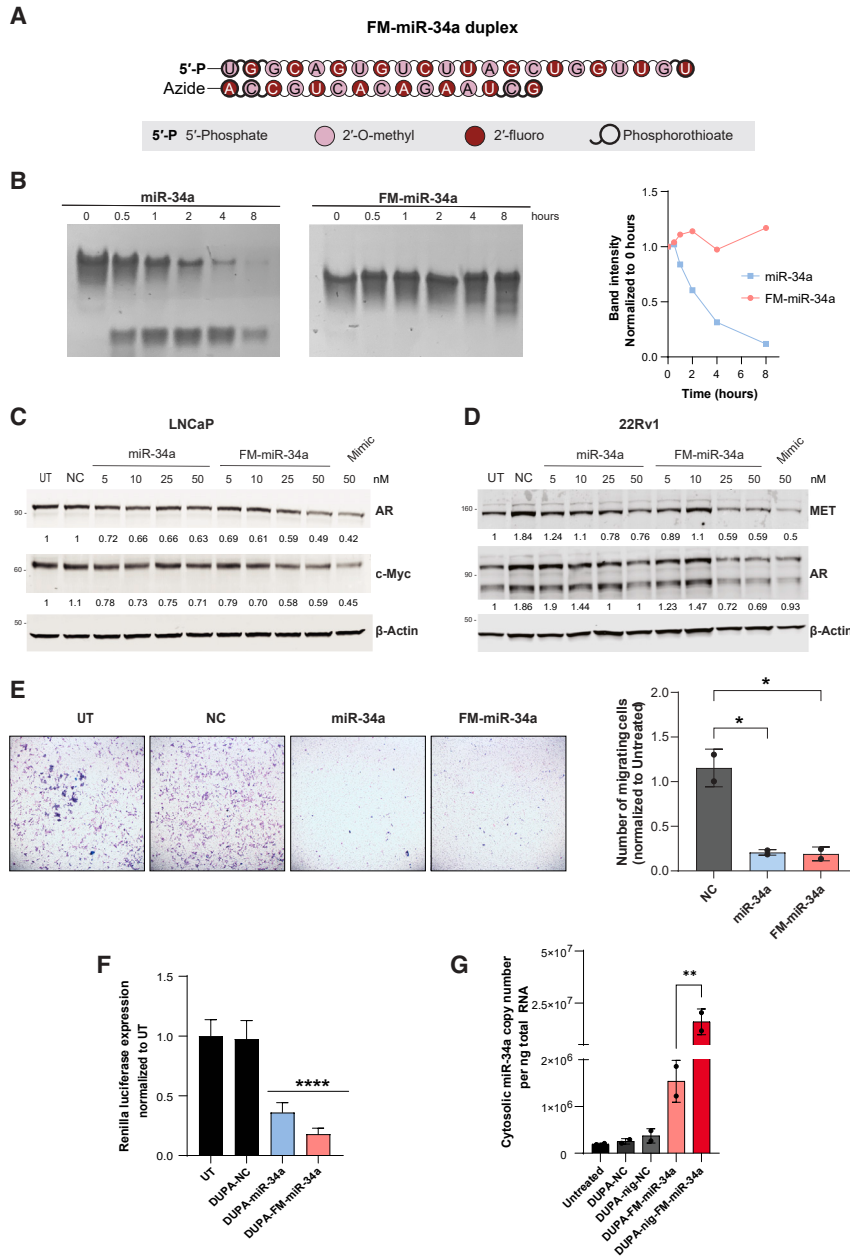 A
FM-miR-34a duplex
5′-P U G G C A G U G U C U U A G C U G G U U G U
Azide A C C G U C A C A G A A U C G
5′-P 5′-Phosphate 2′-O-methyl 2′-fluoro Phosphorothioate
B
miR-34a
0 0.5 1 2 4 8
FM-miR-34a
0 0.5 1 2 4 8 hours
Band intensity
Normalized to 0 hours
1.5
1.0
0.5
0.0
0 2 4 6 8
Time (hours)
miR-34a
FM-miR-34a
C
LNCaP
miR-34a FM-miR-34a Mimic
UT NC 5 10 25 50 5 10 25 50 50 nM
90 - AR
1 1 0.72 0.66 0.66 0.63 0.69 0.61 0.59 0.49 0.42
60 - c-Myc
1 1.1 0.78 0.73 0.75 0.71 0.79 0.70 0.58 0.59 0.45
50 - β-Actin
D
22Rv1
miR-34a FM-miR-34a Mimic
UT NC 5 10 25 50 5 10 25 50 50 nM
160 - MET
1 1.84 1.24 1.1 0.78 0.76 0.89 1.1 0.59 0.59 0.5
90 - AR
1 1.86 1.9 1.44 1 1 1.23 1.47 0.72 0.69 0.93
50 - β-Actin
E
UT NC miR-34a FM-miR-34a
Number of migrating cells
(normalized to Untreated)
2.0
1.5
1.0
0.5
0.0
*
*
NC
miR-34a
FM-miR-34a
F
Renilla luciferase expression
normalized to UT
1.5
1.0
0.5
0.0
****
UT
DUPA-NC
DUPA-miR-34a
DUPA-FM-miR-34a
G
Cytosolic miR-34a copy number
per ng total RNA
5×10⁷
2.5×10⁷
2×10⁶
1×10⁶
0
**
Untreated
DUPA-NC
DUPA-nig-NC
DUPA-FM-miR-34a
DUPA-nig-FM-miR-34a